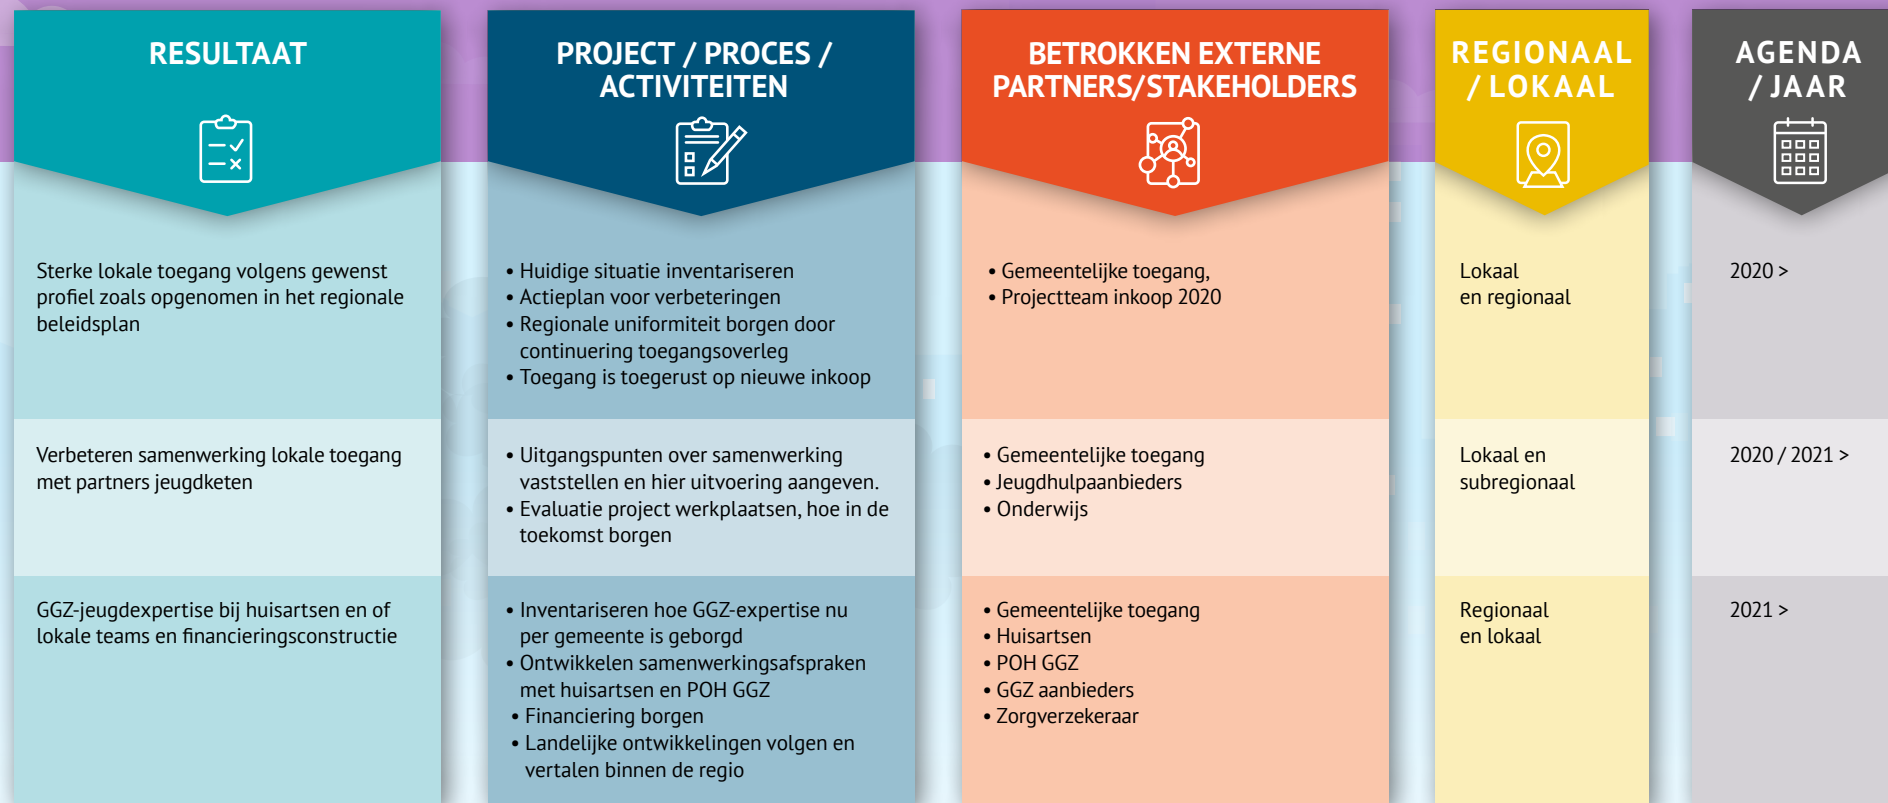 RESULTAAT
PROJECT / PROCES /
ACTIVITEITEN
BETROKKEN EXTERNE
PARTNERS/STAKEHOLDERS
REGIONAAL
/ LOKAAL
AGENDA
/ JAAR
Sterke lokale toegang volgens gewenst
profiel zoals opgenomen in het regionale
beleidsplan
• Huidige situatie inventariseren
• Actieplan voor verbeteringen
• Regionale uniformiteit borgen door
continuering toegangsoverleg
• Toegang is toegerust op nieuwe inkoop
• Gemeentelijke toegang,
• Projectteam inkoop 2020
Lokaal
en regionaal
2020 >
Verbeteren samenwerking lokale toegang
met partners jeugdketen
• Uitgangspunten over samenwerking
vaststellen en hier uitvoering aangeven.
• Evaluatie project werkplaatsen, hoe in de
toekomst borgen
• Gemeentelijke toegang
• Jeugdhulpaanbieders
• Onderwijs
Lokaal en
subregionaal
2020 / 2021 >
GGZ-jeugdexpertise bij huisartsen en of
lokale teams en financieringsconstructie
• Inventariseren hoe GGZ-expertise nu
per gemeente is geborgd
• Ontwikkelen samenwerkingsafspraken
met huisartsen en POH GGZ
• Financiering borgen
• Landelijke ontwikkelingen volgen en
vertalen binnen de regio
• Gemeentelijke toegang
• Huisartsen
• POH GGZ
• GGZ aanbieders
• Zorgverzekeraar
Regionaal
en lokaal
2021 >